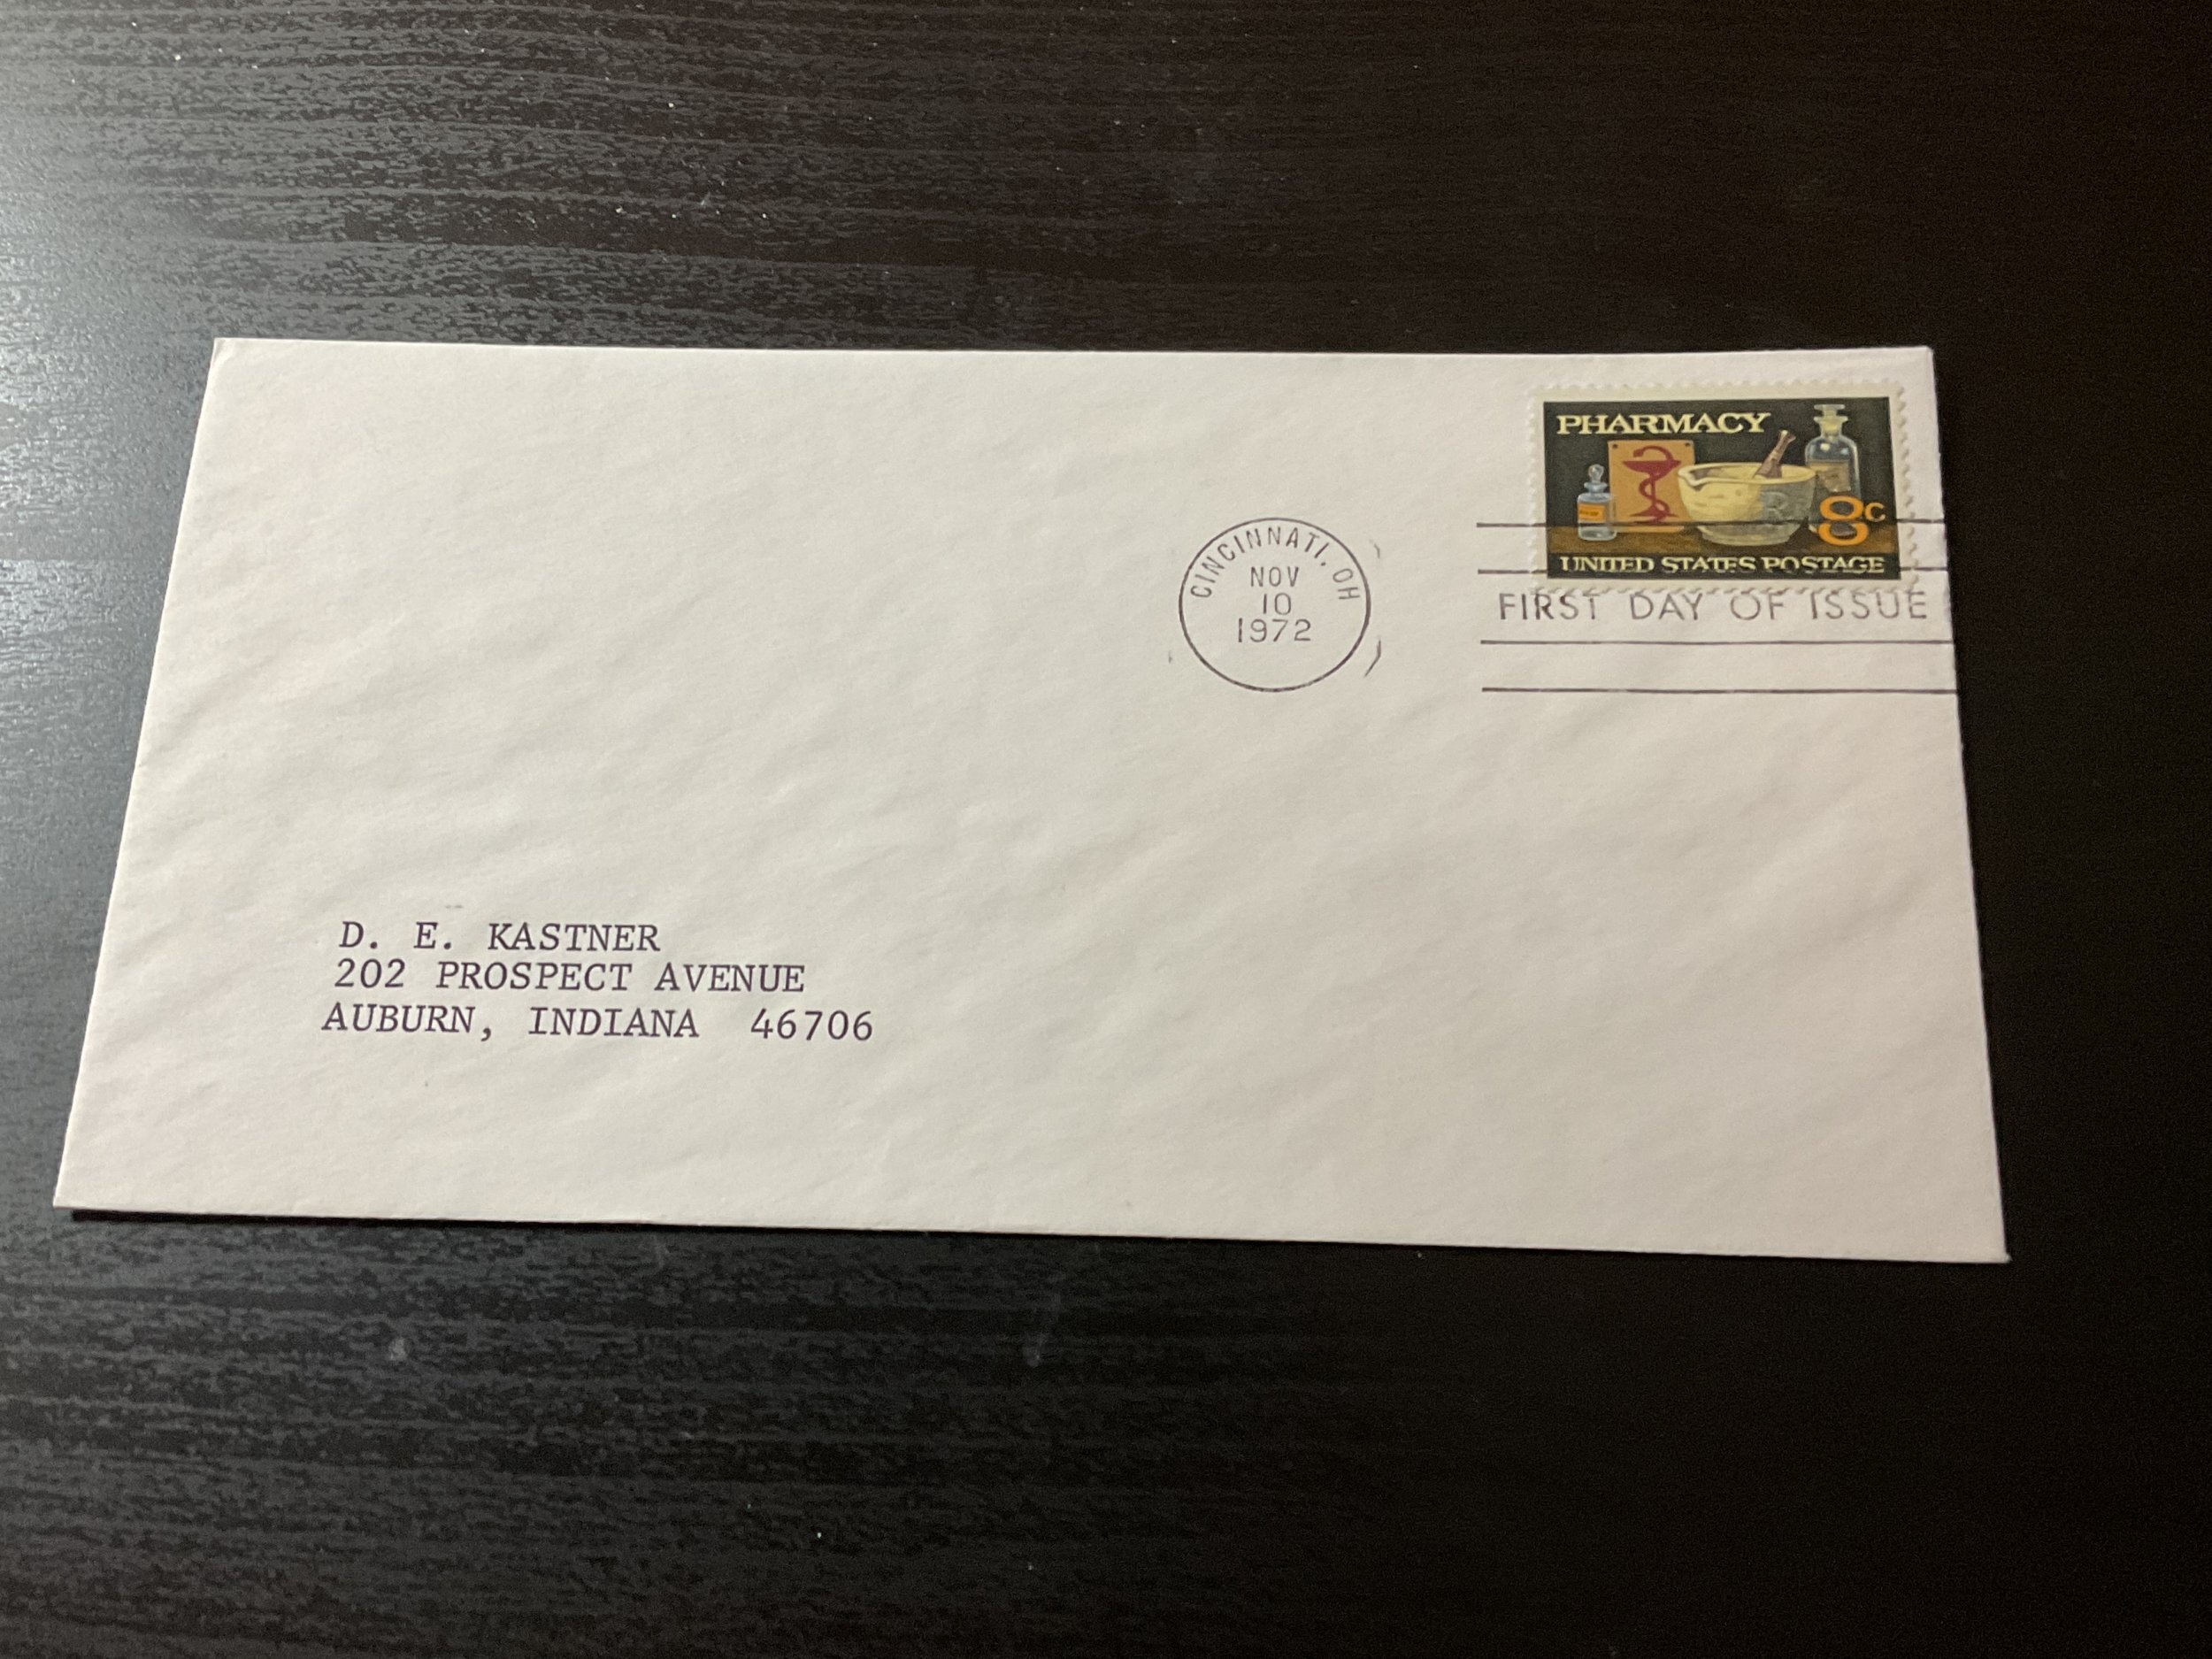 PHARMACY
8c
UNITED STATES POSTAGE
CINCINNATI, OH
NOV
10
1972
FIRST DAY OF ISSUE
D. E. KASTNER
202 PROSPECT AVENUE
AUBURN, INDIANA 46706